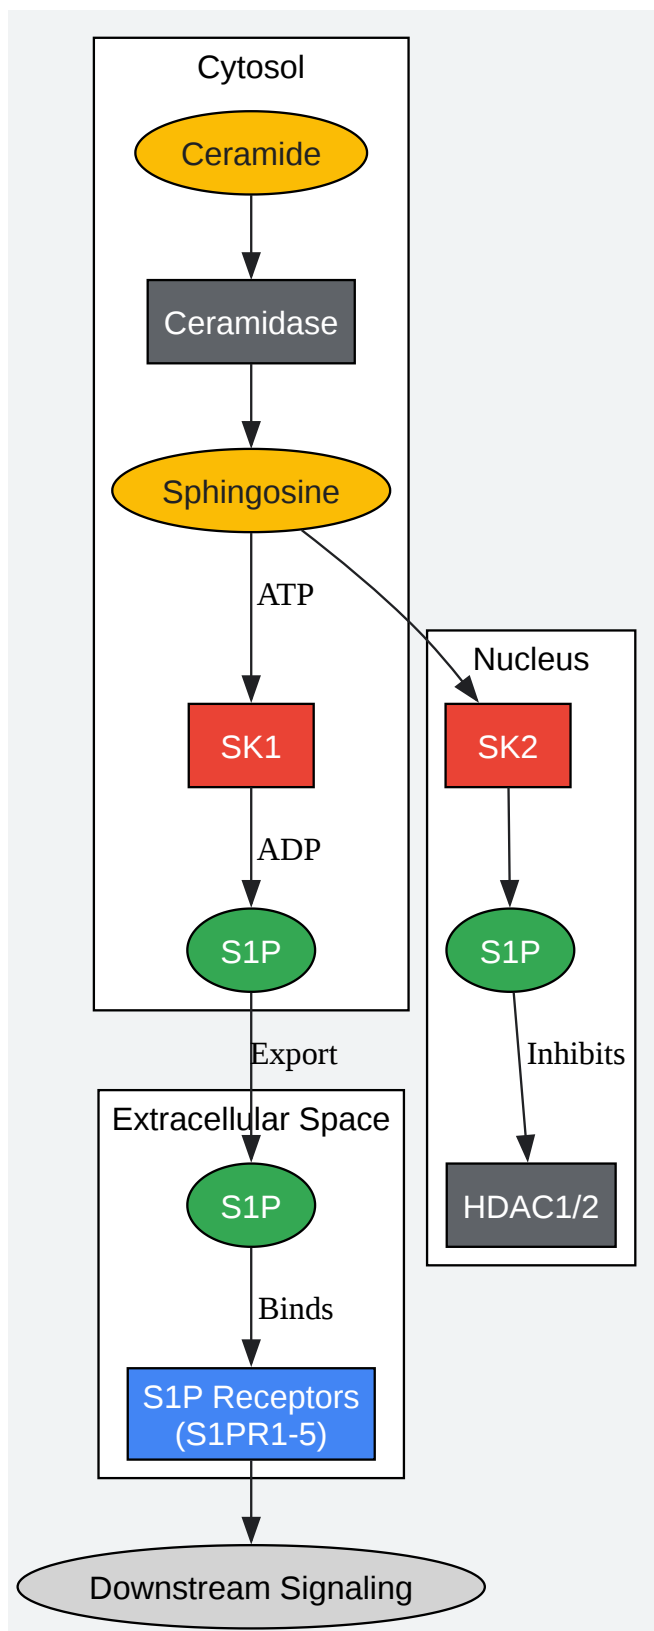 Cytosol
Ceramide
Ceramidase
Sphingosine
ATP
Nucleus
SK1
SK2
ADP
S1P
S1P
Export
Inhibits
Extracellular Space
S1P
HDAC1/2
Binds
S1P Receptors
(S1PR1-5)
Downstream Signaling